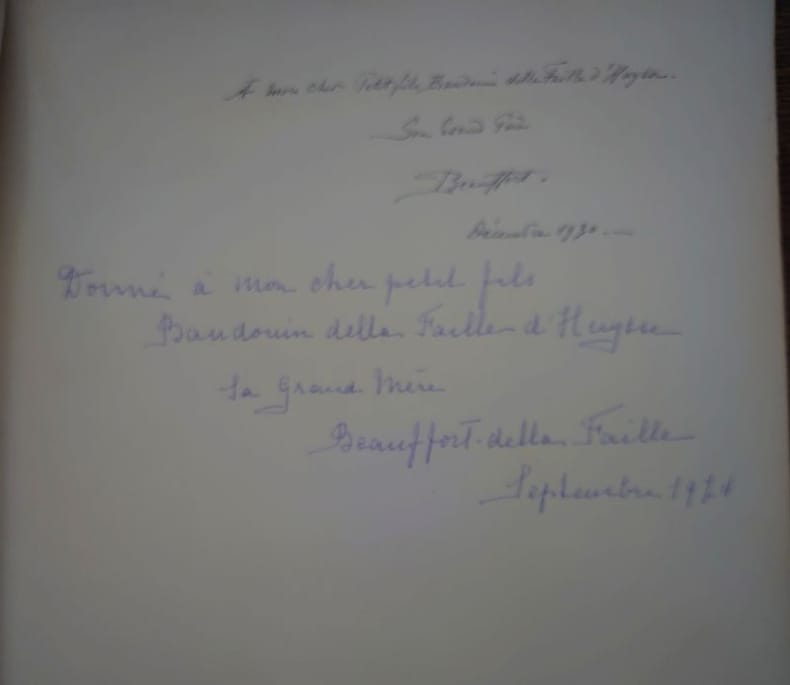 A mon cher Petit fils, Baudouin della Faille d'Huysse.
Son Grand Père
Beauffort.
Décembre 1930
Donné à mon cher petit fils
Baudouin della Faille d'Huysse
Sa Grand Mère
Beauffort-della Faille
Septembre